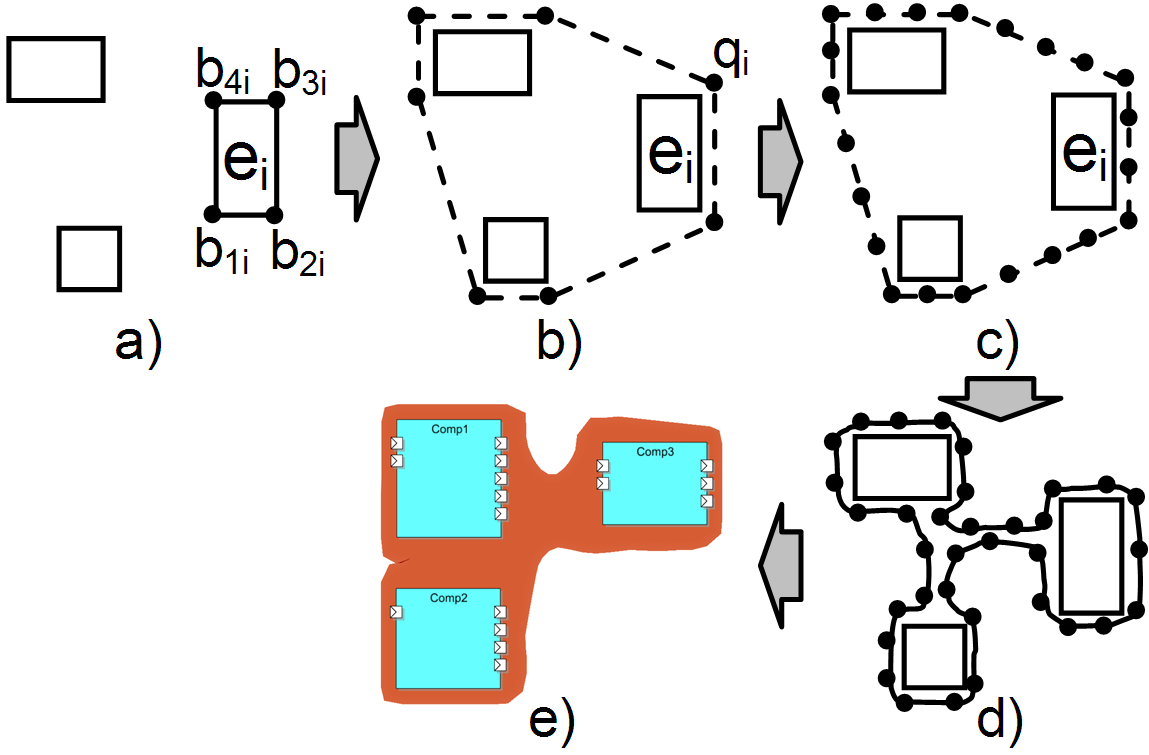 b4i b3i
ei
b1i b2i
a)
qi
ei
b)
ei
c)
Comp1
Comp3
Comp2
e)
d)